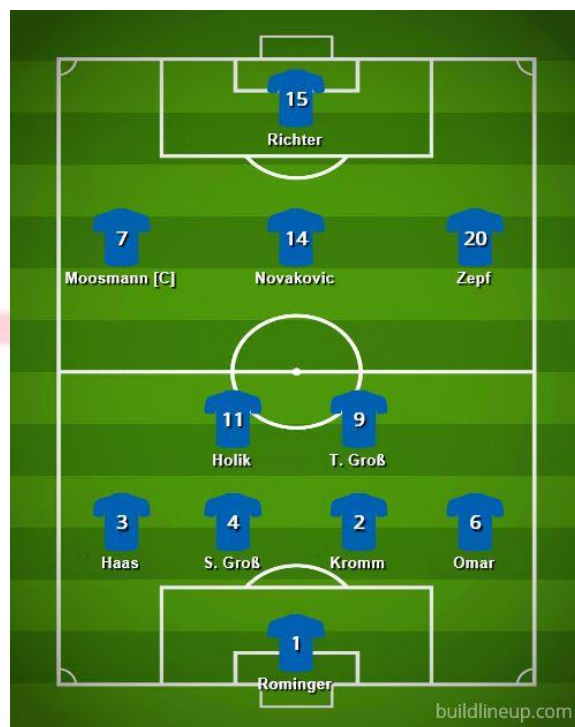 15
Richter
7
14
20
Moosmann [C]
Novakovic
Zepf
11
9
Holik
T. Groß
3
4
2
6
Haas
S. Groß
Kromm
Omar
1
Rominger
buildlineup.com